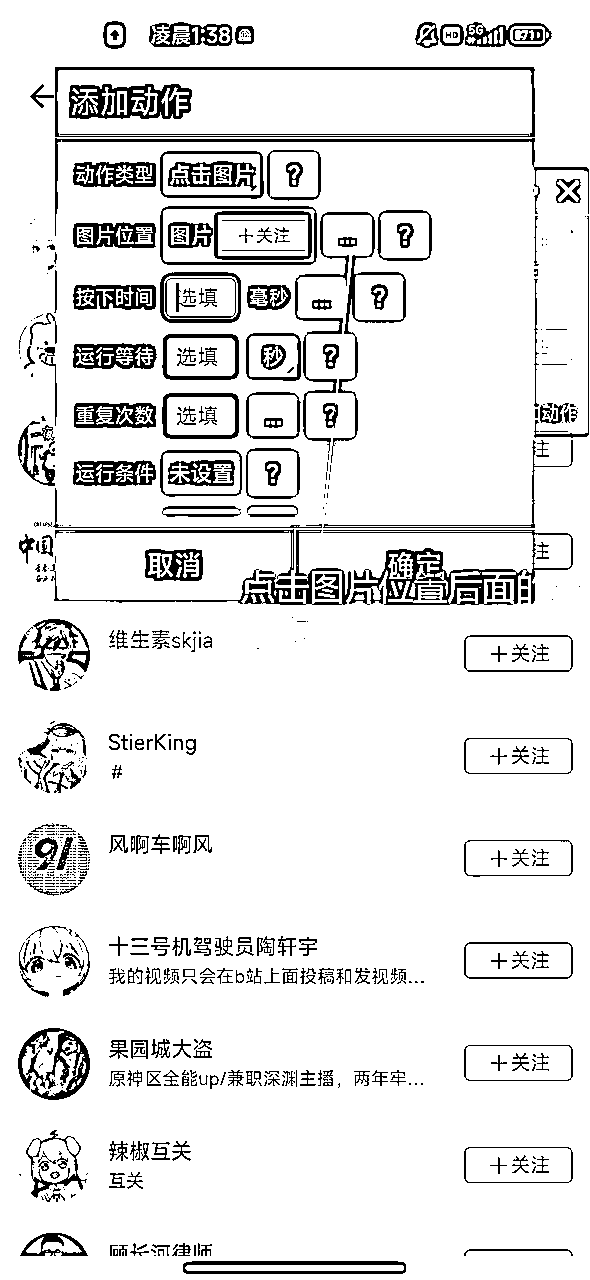 凌晨1:38 HD 5G 71
添加动作
动作类型 点击图片 ?
图片位置 图片 ＋关注 ... ?
按下时间 选填 毫秒 ... ?
运行等待 选填 秒 ?
重复次数 选填 ... ?
动作
运行条件 未设置 ?
注
中国
注
取消 确定
点击图片位置后面的
维生素skjia ＋关注
StierKing
# ＋关注
风啊车啊风 ＋关注
91
十三号机驾驶员陶轩宇
我的视频只会在b站上面投稿和发视频... ＋关注
果园城大盗
原神区全能up/兼职深渊主播，两年牢... ＋关注
辣椒互关
互关 ＋关注
顾长河律师